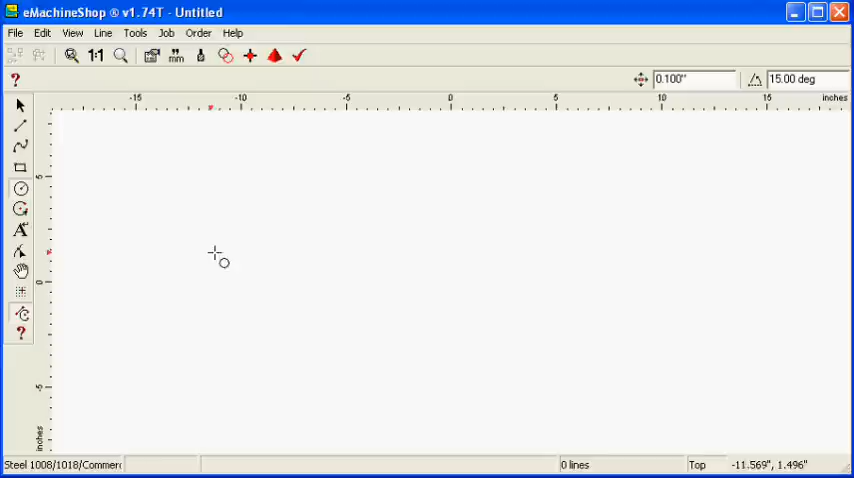 eMachineShop ® v1.74T - Untitled
File Edit View Line Tools Job Order Help
1:1 mm
? 0.100" 15.00 deg
-15 -10 -5 0 5 10 15 inches
5
A
0
?
-5
inches
Steel 1008/1018/Commerc 0 lines Top -11.569", 1.496"